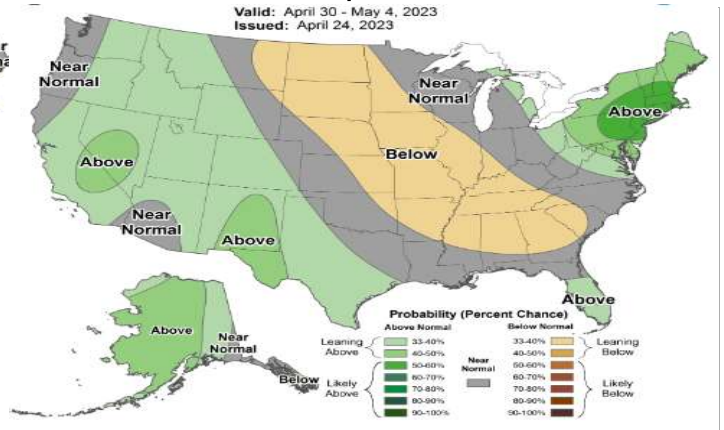 Valid: April 30 - May 4, 2023
Issued: April 24, 2023
Near
Normal
Near
Normal
Above
Above
Below
Near
Normal
Above
Above
Above
Near
Normal
Below
Probability (Percent Chance)
Above Normal
Below Normal
Leaning
Above
33-40%
40-50%
Likely
Above
50-60%
60-70%
70-80%
80-90%
90-100%
Near
Normal
33-40%
40-50%
Leaning
Below
50-60%
60-70%
70-80%
80-90%
90-100%
Likely
Below
Above